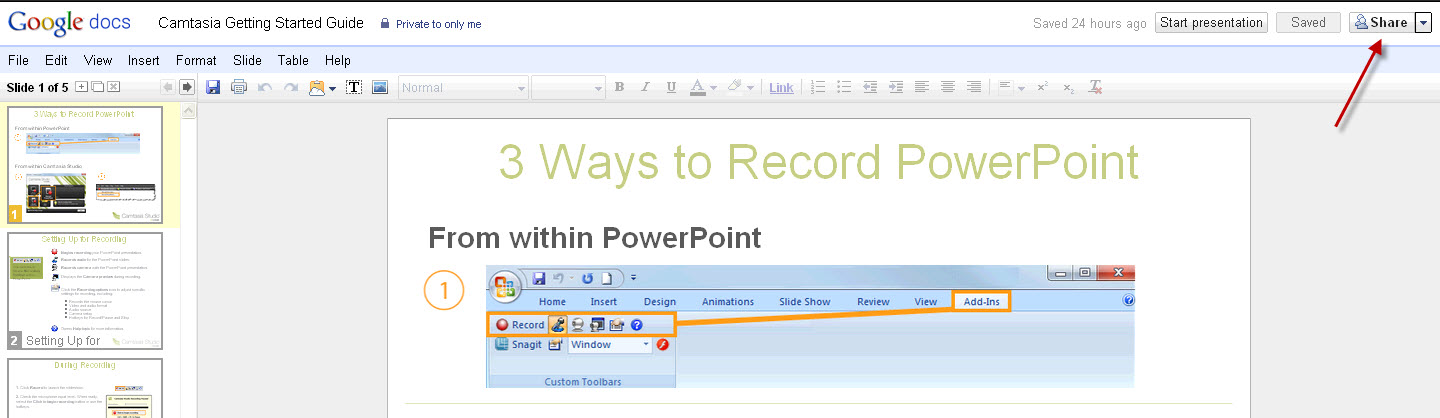 Google docs Camtasia Getting Started Guide Private to only me Saved 24 hours ago Start presentation Saved Share
File Edit View Insert Format Slide Table Help
Slide 1 of 5 Normal B I U A Link
3 Ways to Record PowerPoint
From within PowerPoint
From within Camtasia Studio
Camtasia Studio
1
Setting Up for Recording
2 Setting Up for
During Recording
3 Ways to Record PowerPoint
From within PowerPoint
1
Home Insert Design Animations Slide Show Review View Add-Ins
Record
Snagit Window
Custom Toolbars